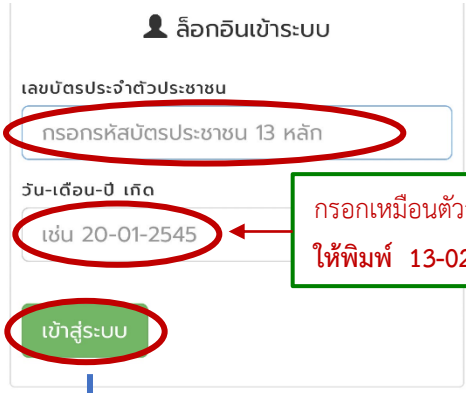 ล็อกอินเข้าระบบ
เลขบัตรประจำตัวประชาชน
กรอกรหัสบัตรประชาชน 13 หลัก
วัน-เดือน-ปี เกิด
เช่น 20-01-2545
กรอกเหมือนตัว
ให้พิมพ์ 13-02
เข้าสู่ระบบ